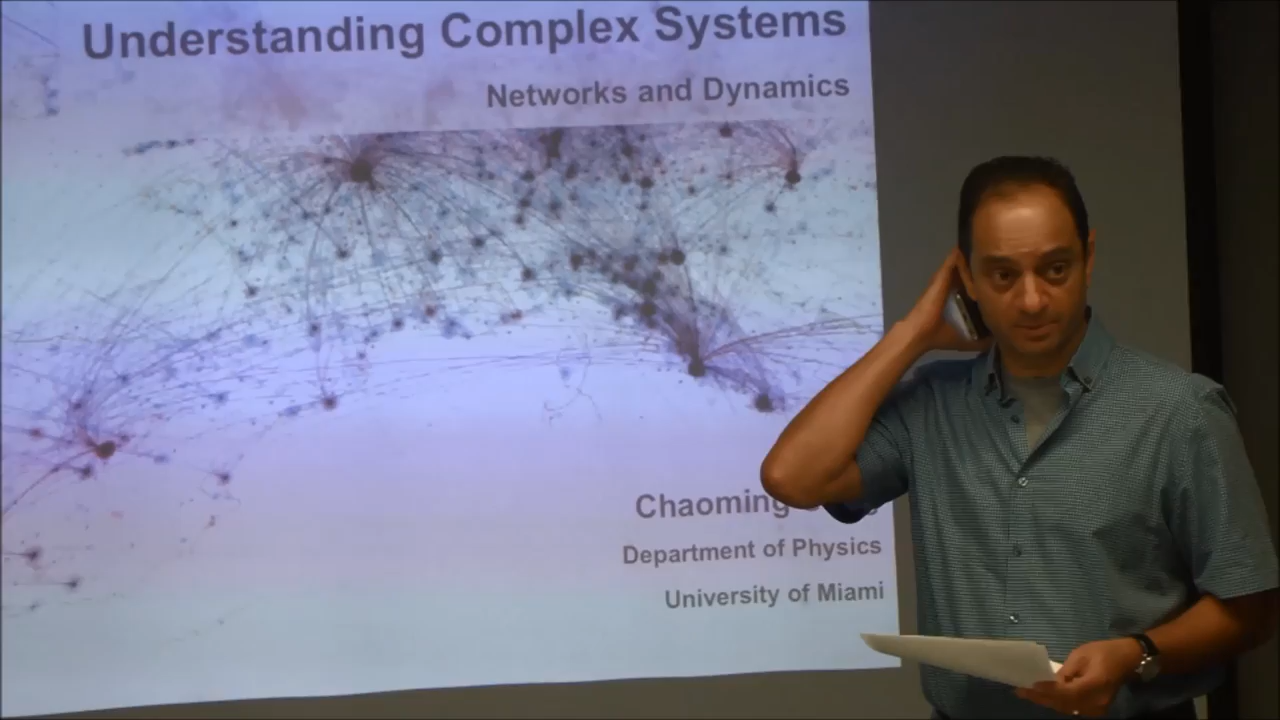 Understanding Complex Systems
Networks and Dynamics
Chaoming
Department of Physics
University of Miami